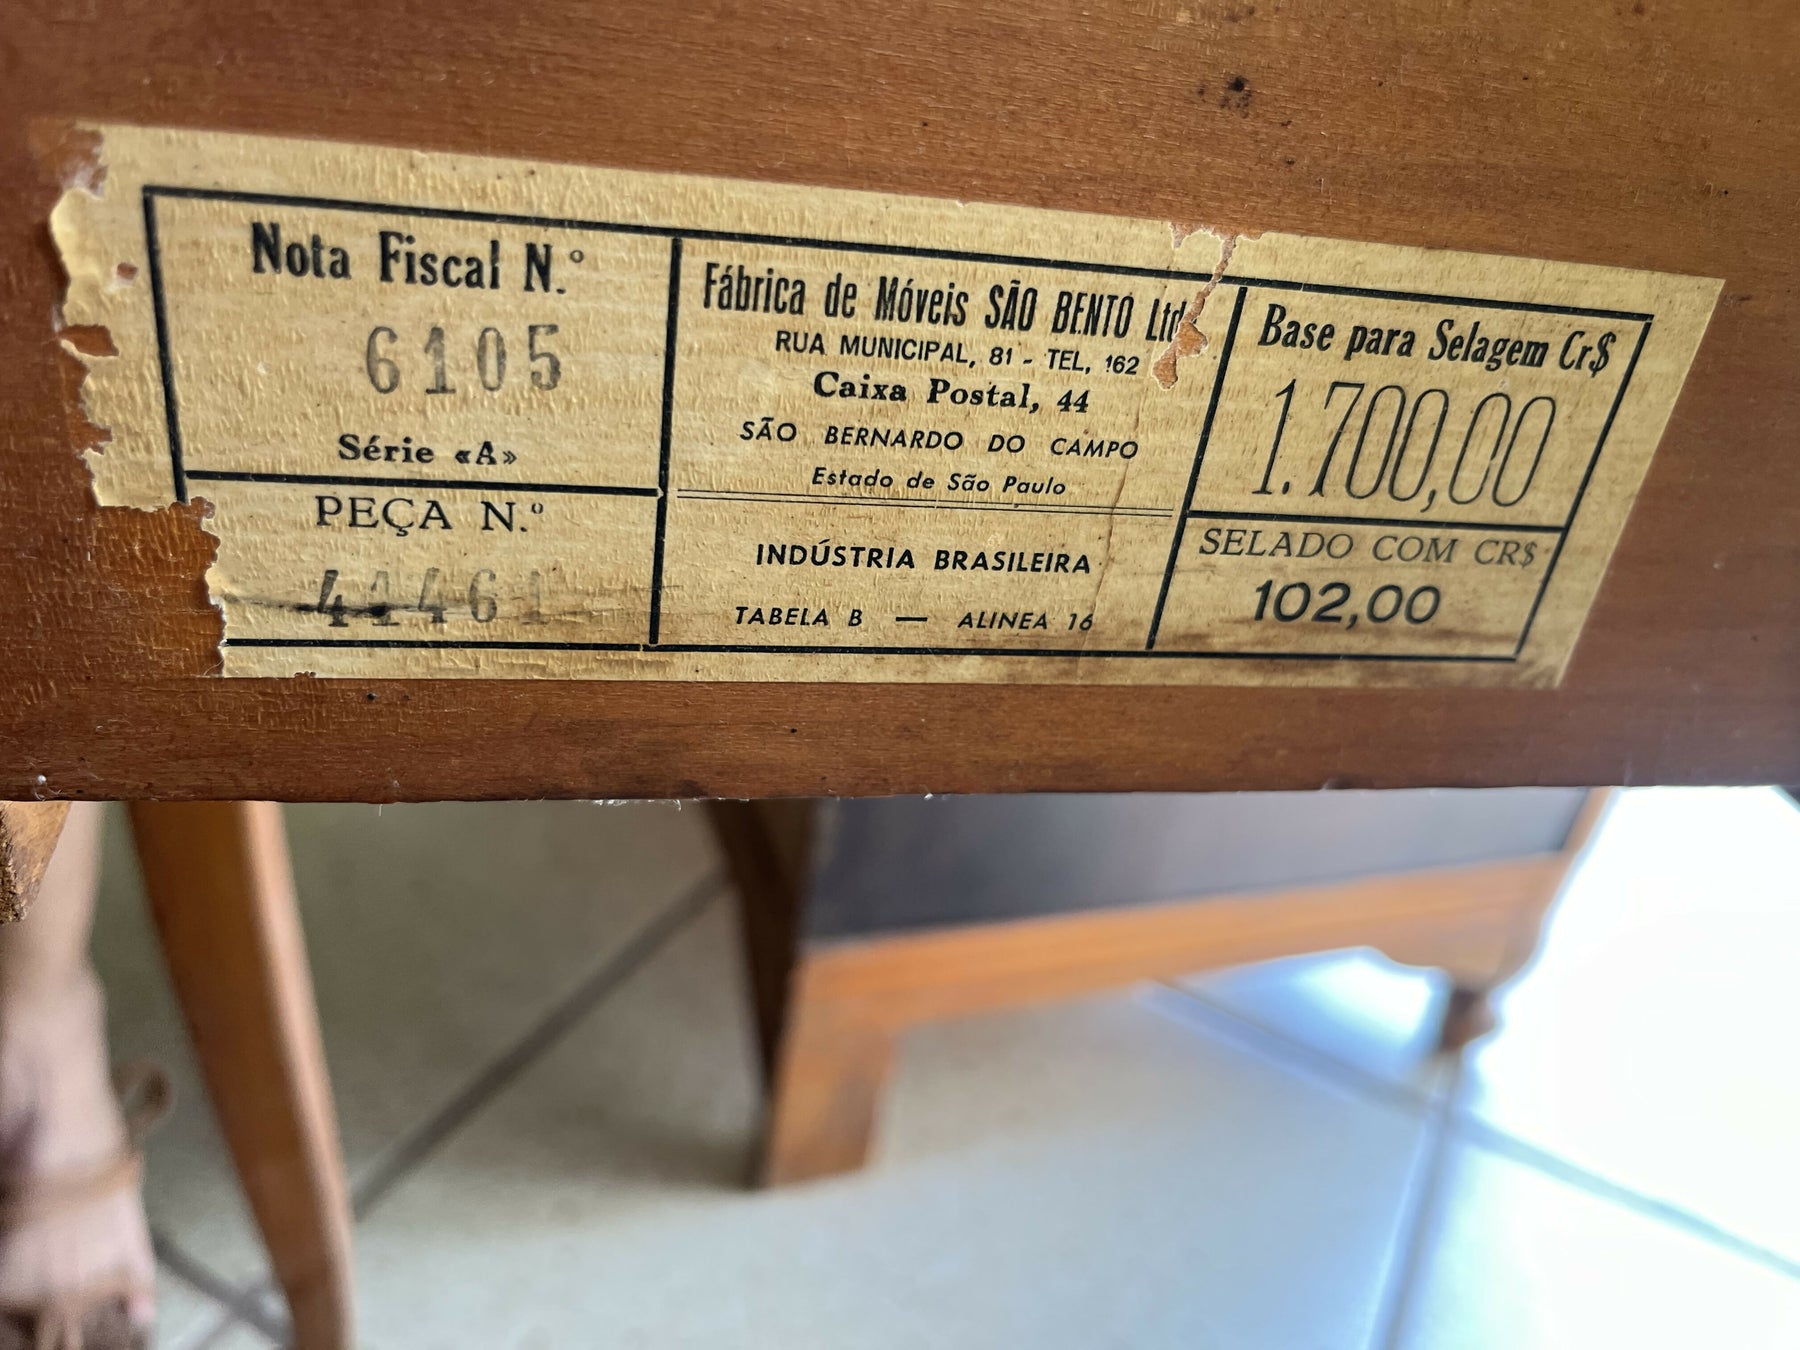 Nota Fiscal N.º
6105
Série «A»
PEÇA N.º
44461
Fábrica de Móveis SÃO BENTO Ltd
RUA MUNICIPAL, 81 - TEL, 162
Caixa Postal, 44
SÃO BERNARDO DO CAMPO
Estado de São Paulo
INDÚSTRIA BRASILEIRA
TABELA B — ALINEA 16
Base para Selagem Cr$
1.700,00
SELADO COM CR$
102,00